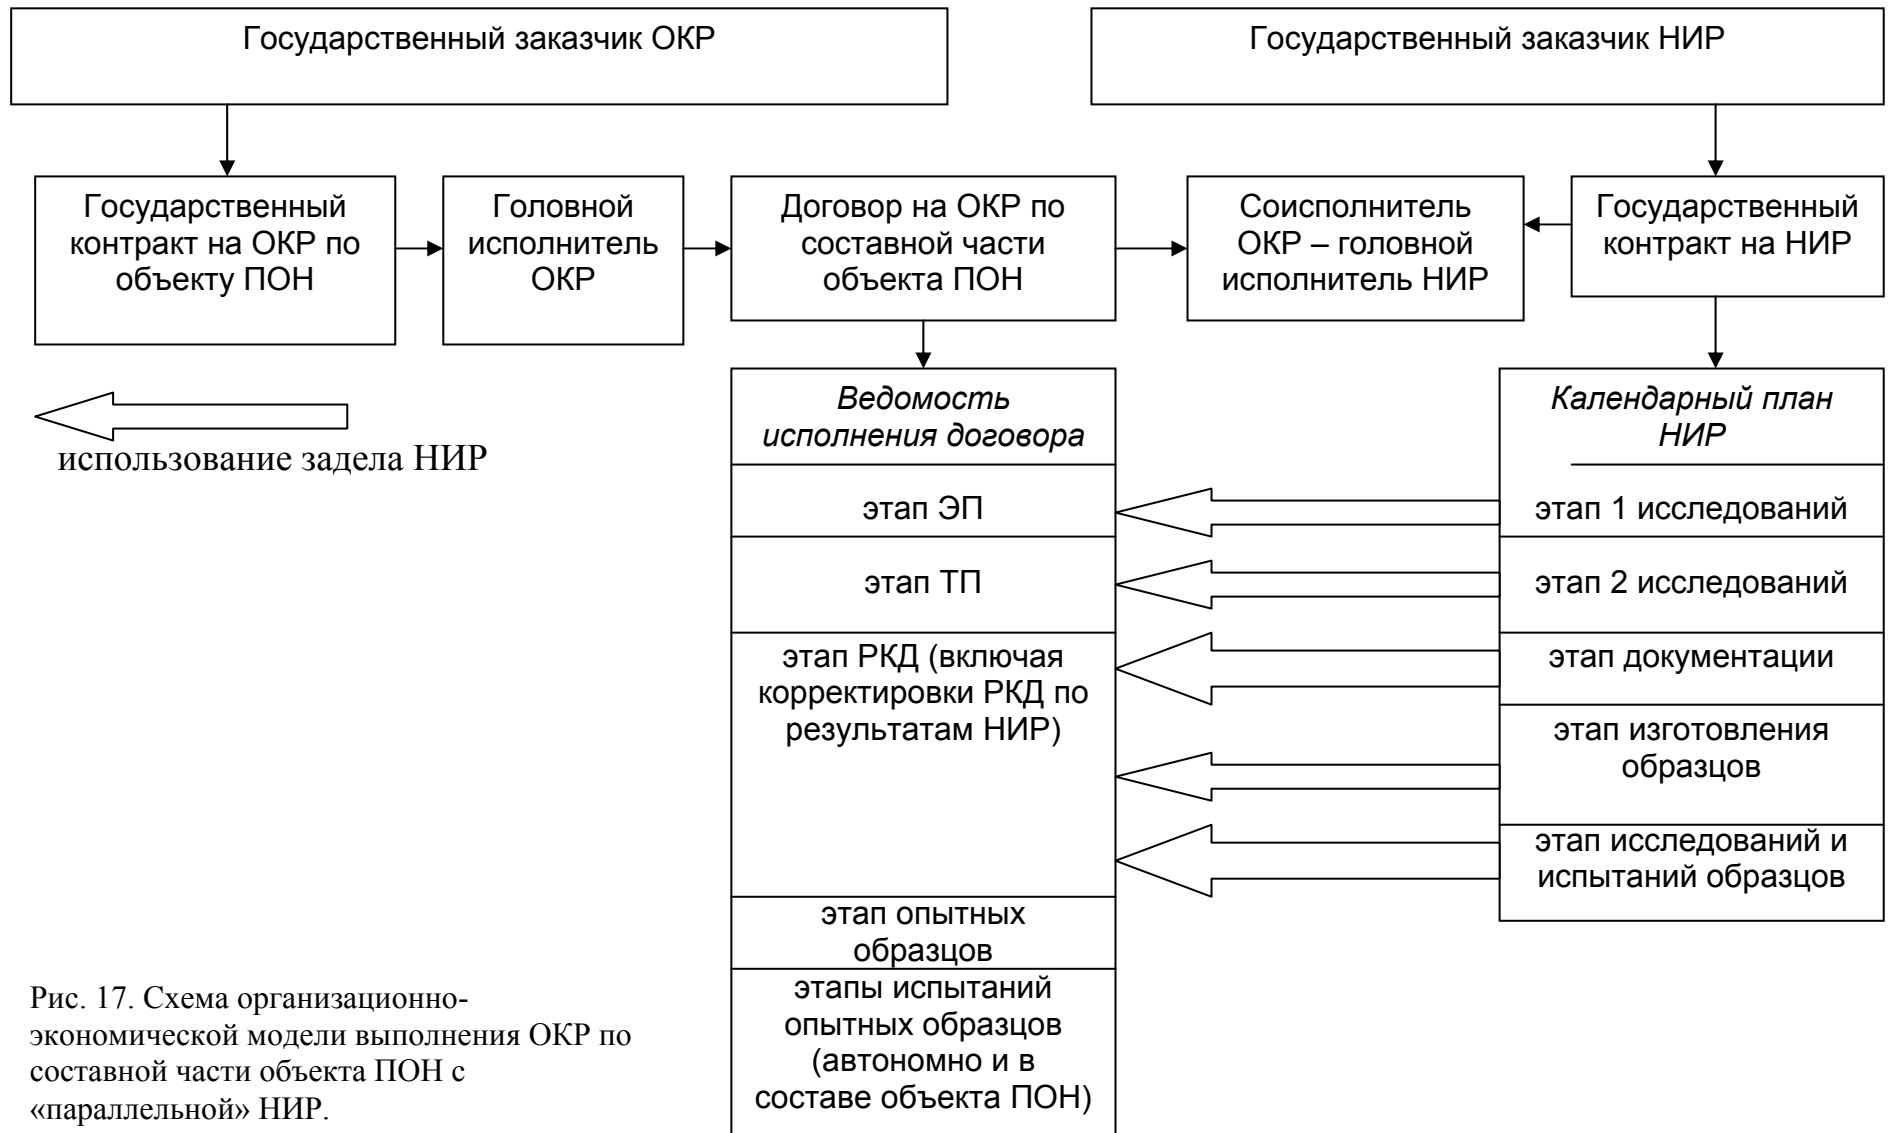 Государственный заказчик ОКР
Государственный заказчик НИР
Государственный
контракт на ОКР по
объекту ПОН
Головной
исполнитель
ОКР
Договор на ОКР по
составной части
объекта ПОН
Соисполнитель
ОКР – головной
исполнитель НИР
Государственный
контракт на НИР
использование задела НИР
Ведомость
исполнения договора
этап ЭП
этап ТП
этап РКД (включая
корректировки РКД по
результатам НИР)
этап опытных
образцов
этапы испытаний
опытных образцов
(автономно и в
составе объекта ПОН)
Календарный план
НИР
этап 1 исследований
этап 2 исследований
этап документации
этап изготовления
образцов
этап исследований и
испытаний образцов
Рис. 17. Схема организационно-
экономической модели выполнения ОКР по
составной части объекта ПОН с
«параллельной» НИР.